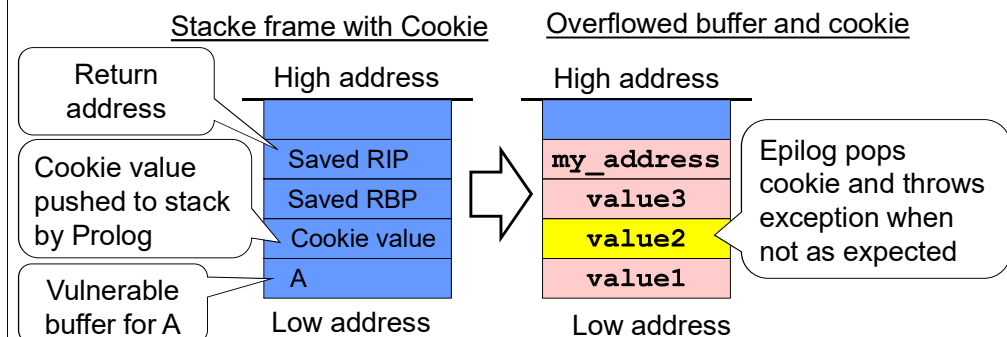 Stacke frame with Cookie
Overflowed buffer and cookie
High address
High address
Return
address
Cookie value
pushed to stack
by Prolog
Vulnerable
buffer for A
Saved RIP
Saved RBP
Cookie value
A
Low address
my_address
value3
value2
value1
Low address
Epilog pops
cookie and throws
exception when
not as expected